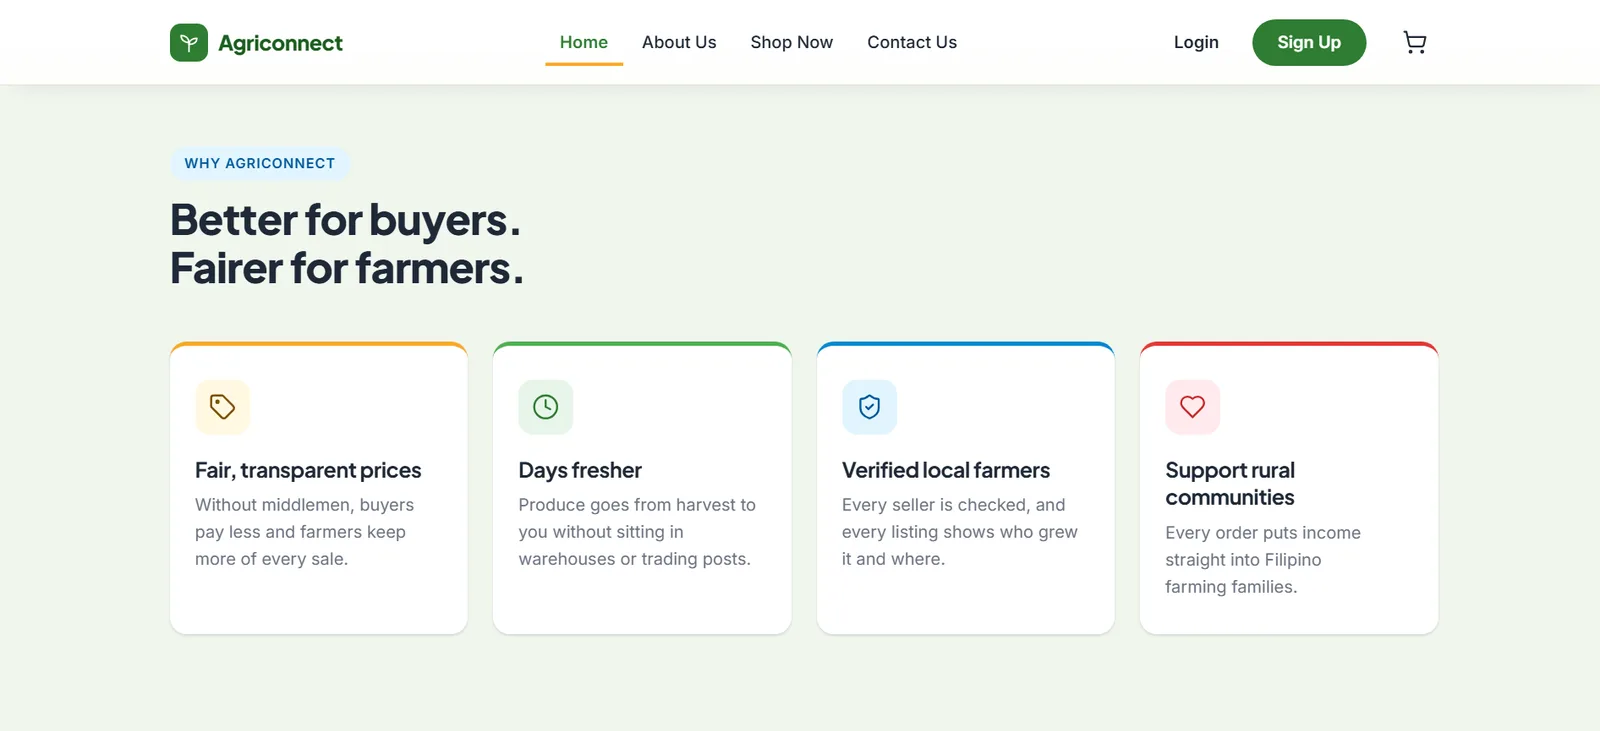 Agriconnect
Home
About Us
Shop Now
Contact Us
Login
Sign Up
WHY AGRICONNECT
Better for buyers.
Fairer for farmers.
Fair, transparent prices
Without middlemen, buyers
pay less and farmers keep
more of every sale.
Days fresher
Produce goes from harvest to
you without sitting in
warehouses or trading posts.
Verified local farmers
Every seller is checked, and
every listing shows who grew
it and where.
Support rural
communities
Every order puts income
straight into Filipino
farming families.